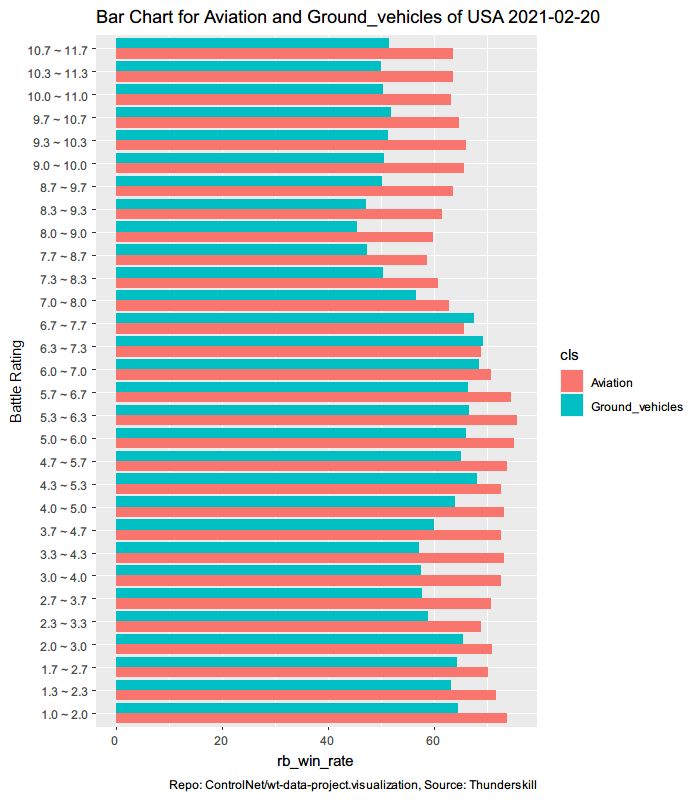 Bar Chart for Aviation and Ground_vehicles of USA 2021-02-20
Battle Rating
10.7 ~ 11.7
10.3 ~ 11.3
10.0 ~ 11.0
9.7 ~ 10.7
9.3 ~ 10.3
9.0 ~ 10.0
8.7 ~ 9.7
8.3 ~ 9.3
8.0 ~ 9.0
7.7 ~ 8.7
7.3 ~ 8.3
7.0 ~ 8.0
6.7 ~ 7.7
6.3 ~ 7.3
6.0 ~ 7.0
5.7 ~ 6.7
5.3 ~ 6.3
5.0 ~ 6.0
4.7 ~ 5.7
4.3 ~ 5.3
4.0 ~ 5.0
3.7 ~ 4.7
3.3 ~ 4.3
3.0 ~ 4.0
2.7 ~ 3.7
2.3 ~ 3.3
2.0 ~ 3.0
1.7 ~ 2.7
1.3 ~ 2.3
1.0 ~ 2.0
0 20 40 60
rb_win_rate
cls
Aviation
Ground_vehicles
Repo: ControlNet/wt-data-project.visualization, Source: Thunderskill